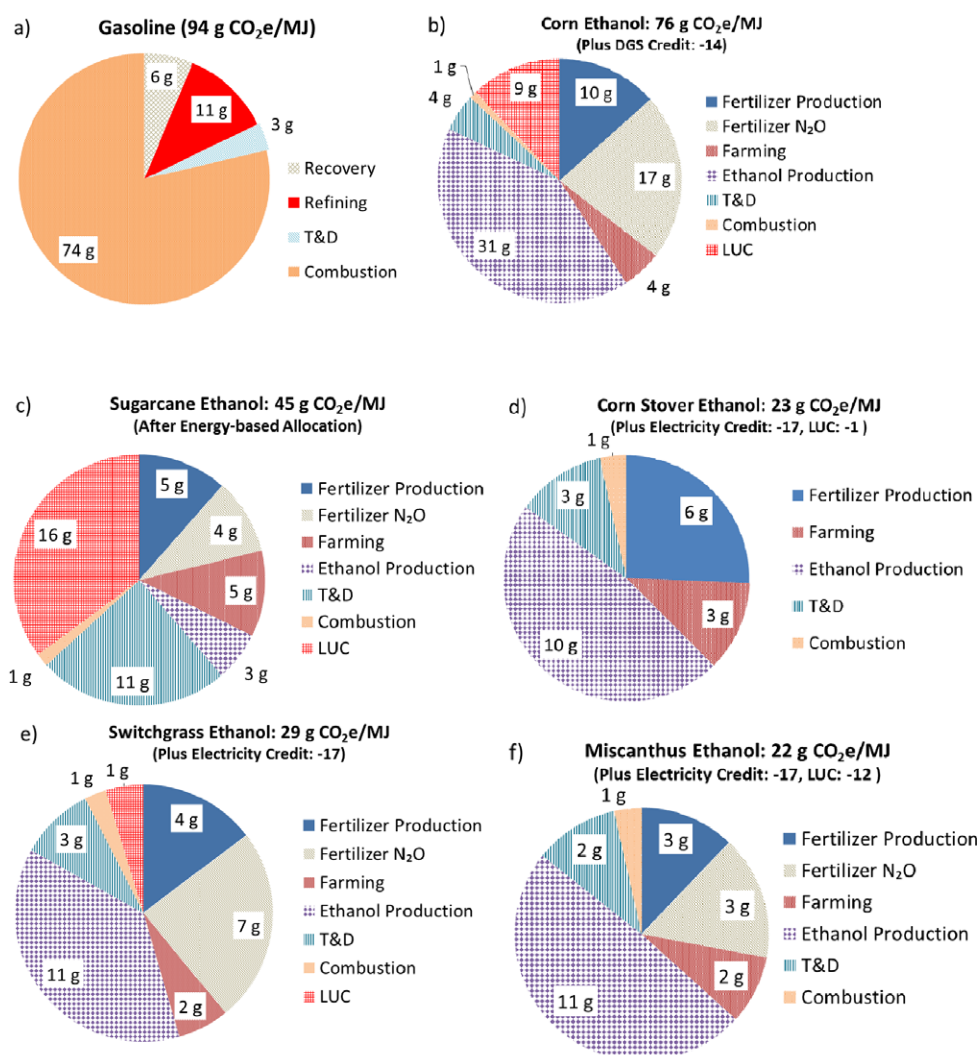 a)
Gasoline (94 g CO₂e/MJ)
6 g
11 g
3 g
74 g
Recovery
Refining
T&D
Combustion
b)
Corn Ethanol: 76 g CO₂e/MJ
(Plus DGS Credit: -14)
1 g
4 g
9 g
10 g
17 g
31 g
4 g
Fertilizer Production
Fertilizer N₂O
Farming
Ethanol Production
T&D
Combustion
LUC
c)
Sugarcane Ethanol: 45 g CO₂e/MJ
(After Energy-based Allocation)
5 g
4 g
16 g
5 g
1 g
11 g
3 g
Fertilizer Production
Fertilizer N₂O
Farming
Ethanol Production
T&D
Combustion
LUC
d)
Corn Stover Ethanol: 23 g CO₂e/MJ
(Plus Electricity Credit: -17, LUC: -1 )
1 g
3 g
6 g
3 g
10 g
Fertilizer Production
Farming
Ethanol Production
T&D
Combustion
e)
Switchgrass Ethanol: 29 g CO₂e/MJ
(Plus Electricity Credit: -17)
1 g
1 g
4 g
3 g
7 g
11 g
2 g
Fertilizer Production
Fertilizer N₂O
Farming
Ethanol Production
T&D
Combustion
LUC
f)
Miscanthus Ethanol: 22 g CO₂e/MJ
(Plus Electricity Credit: -17, LUC: -12 )
1 g
3 g
2 g
3 g
2 g
11 g
Fertilizer Production
Fertilizer N₂O
Farming
Ethanol Production
T&D
Combustion